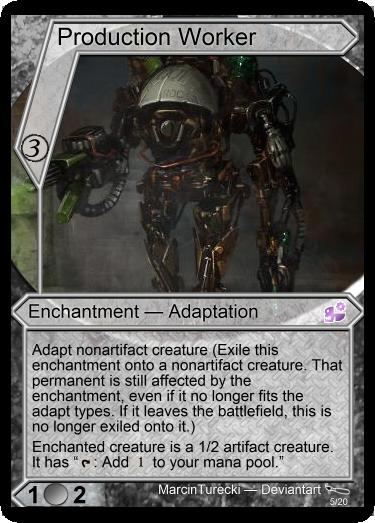 Production Worker
3
Enchantment — Adaptation
Adapt nonartifact creature (Exile this
enchantment onto a nonartifact creature. That
permanent is still affected by the
enchantment, even if it no longer fits the
adapt types. If it leaves the battlefield, this is
no longer exiled onto it.)
Enchanted creature is a 1/2 artifact creature.
It has “ : Add 1 to your mana pool.”
MarcinTurecki — Deviantart
1 2
5/20